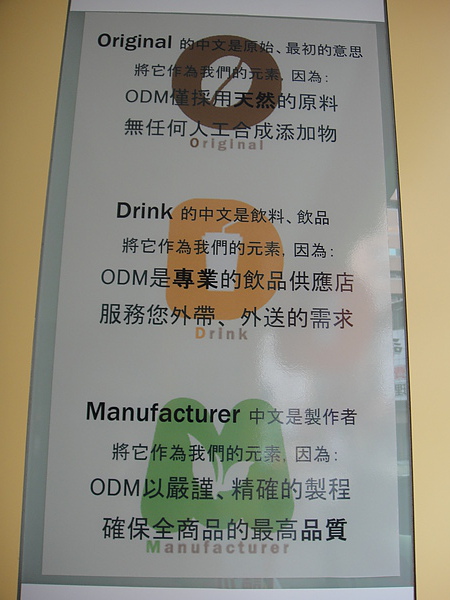 Original 的中文是原始、最初的意思
將它作為我們的元素, 因為:
ODM僅採用天然的原料
無任何人工合成添加物
Original
Drink 的中文是飲料、飲品
將它作為我們的元素, 因為:
ODM是專業的飲品供應店
服務您外帶、外送的需求
Drink
Manufacturer 中文是製作者
將它作為我們的元素, 因為:
ODM以嚴謹、精確的製程
確保全商品的最高品質
Manufacturer